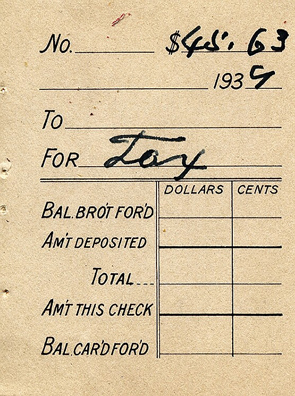 No. $45.63
1939
To
For Tax
DOLLARS CENTS
BAL. BRO'T FOR'D
AM'T DEPOSITED
TOTAL
AM'T THIS CHECK
BAL. CAR'D FOR'D